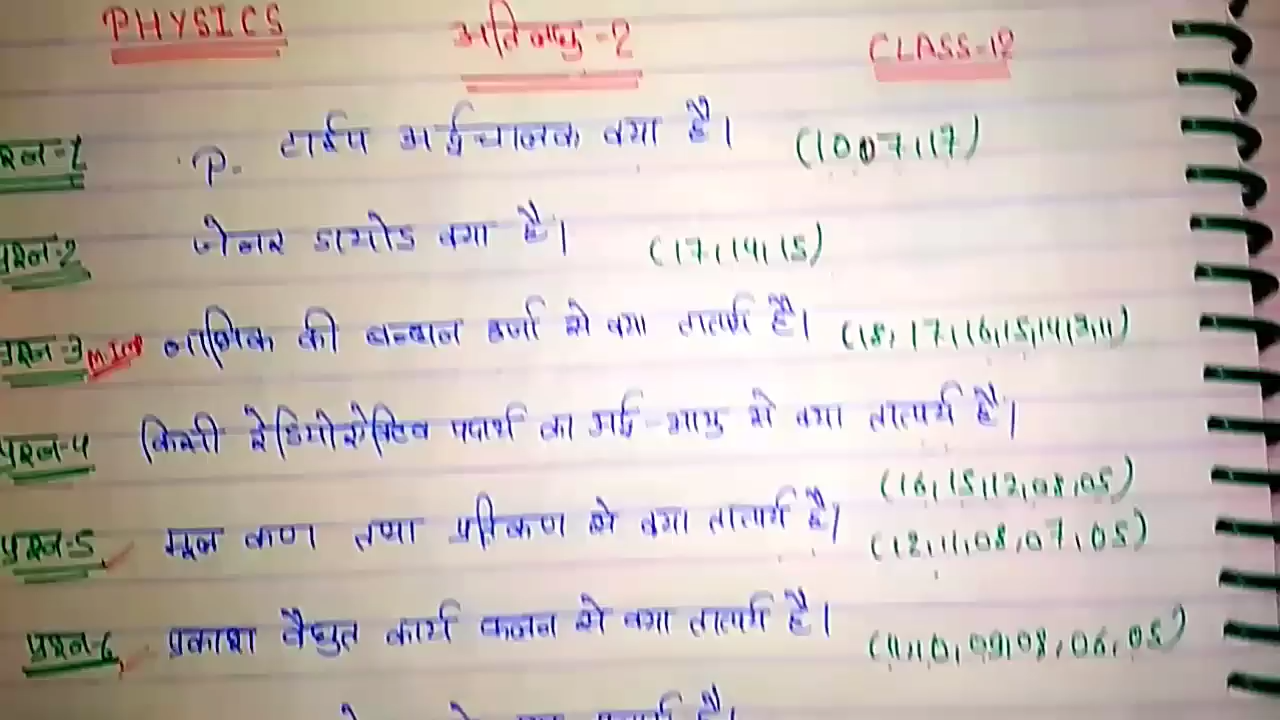 PHYSICS अतिलघु-2 CLASS-12
प्रश्न-1 P. टाईप अर्द्धचालक क्या है। (10,07,17)
प्रश्न-2 जेनर डायोड क्या है। (17,14,15)
प्रश्न-3 नाभिक की बन्धन ऊर्जा से क्या तात्पर्य है। (18,17,16,15,14,13,11)
प्रश्न-4 किसी रेडियोऐक्टिव पदार्थ का अर्द्ध-आयु से क्या तात्पर्य है।
(16,15,12,08,05)
प्रश्न-5 मूल कण तथा प्रतिकण से क्या तात्पर्य है। (12,11,08,07,05)
प्रश्न-6 प्रकाश वैद्युत कार्य फलन से क्या तात्पर्य है। (11,10,09,08,06,05)